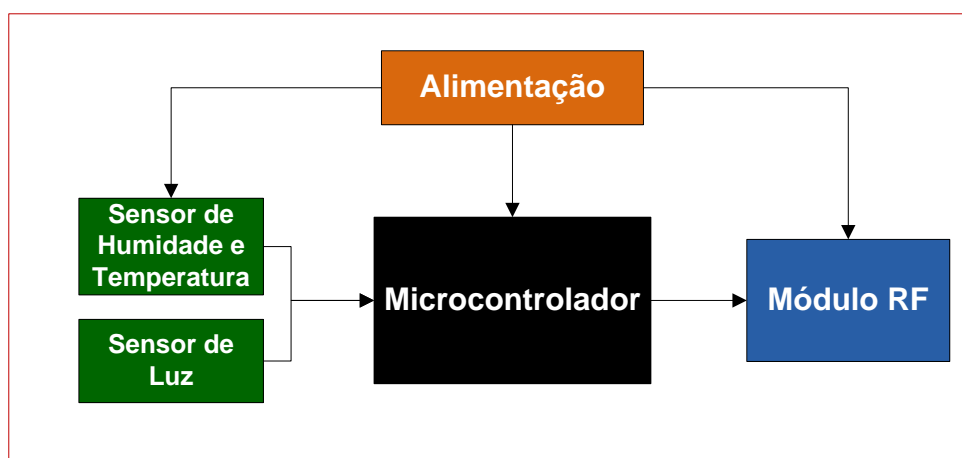 Alimentação
Sensor de
Humidade e
Temperatura
Microcontrolador
Módulo RF
Sensor de
Luz